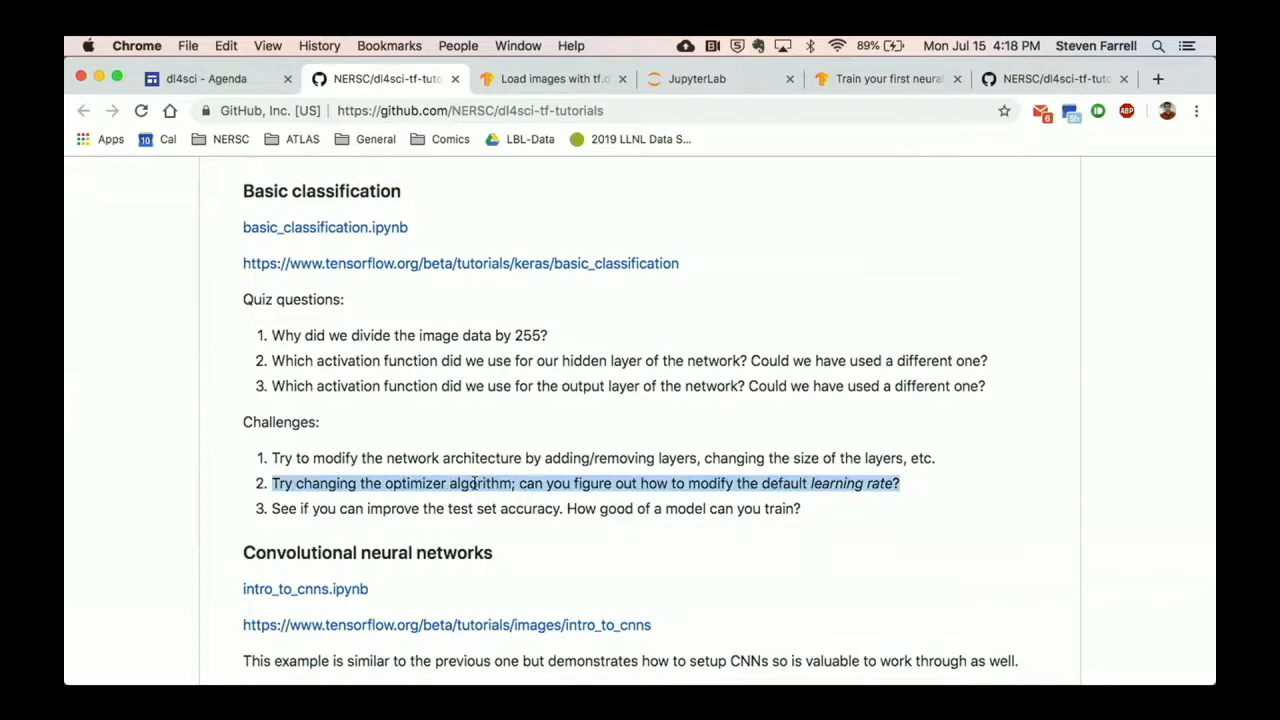 Chrome File Edit View History Bookmarks People Window Help 89% Mon Jul 15 4:18 PM Steven Farrell
dl4sci - Agenda × NERSC/dl4sci-tf-tuto × Load images with tf.d × JupyterLab × Train your first neural × NERSC/dl4sci-tf-tuto × +
GitHub, Inc. [US] | https://github.com/NERSC/dl4sci-tf-tutorials 6 5h ABP
Apps 10 Cal NERSC ATLAS General Comics LBL-Data 2019 LLNL Data S...
Basic classification
basic_classification.ipynb
https://www.tensorflow.org/beta/tutorials/keras/basic_classification
Quiz questions:
1. Why did we divide the image data by 255?
2. Which activation function did we use for our hidden layer of the network? Could we have used a different one?
3. Which activation function did we use for the output layer of the network? Could we have used a different one?
Challenges:
1. Try to modify the network architecture by adding/removing layers, changing the size of the layers, etc.
2. Try changing the optimizer algorithm; can you figure out how to modify the default learning rate?
3. See if you can improve the test set accuracy. How good of a model can you train?
Convolutional neural networks
intro_to_cnns.ipynb
https://www.tensorflow.org/beta/tutorials/images/intro_to_cnns
This example is similar to the previous one but demonstrates how to setup CNNs so is valuable to work through as well.